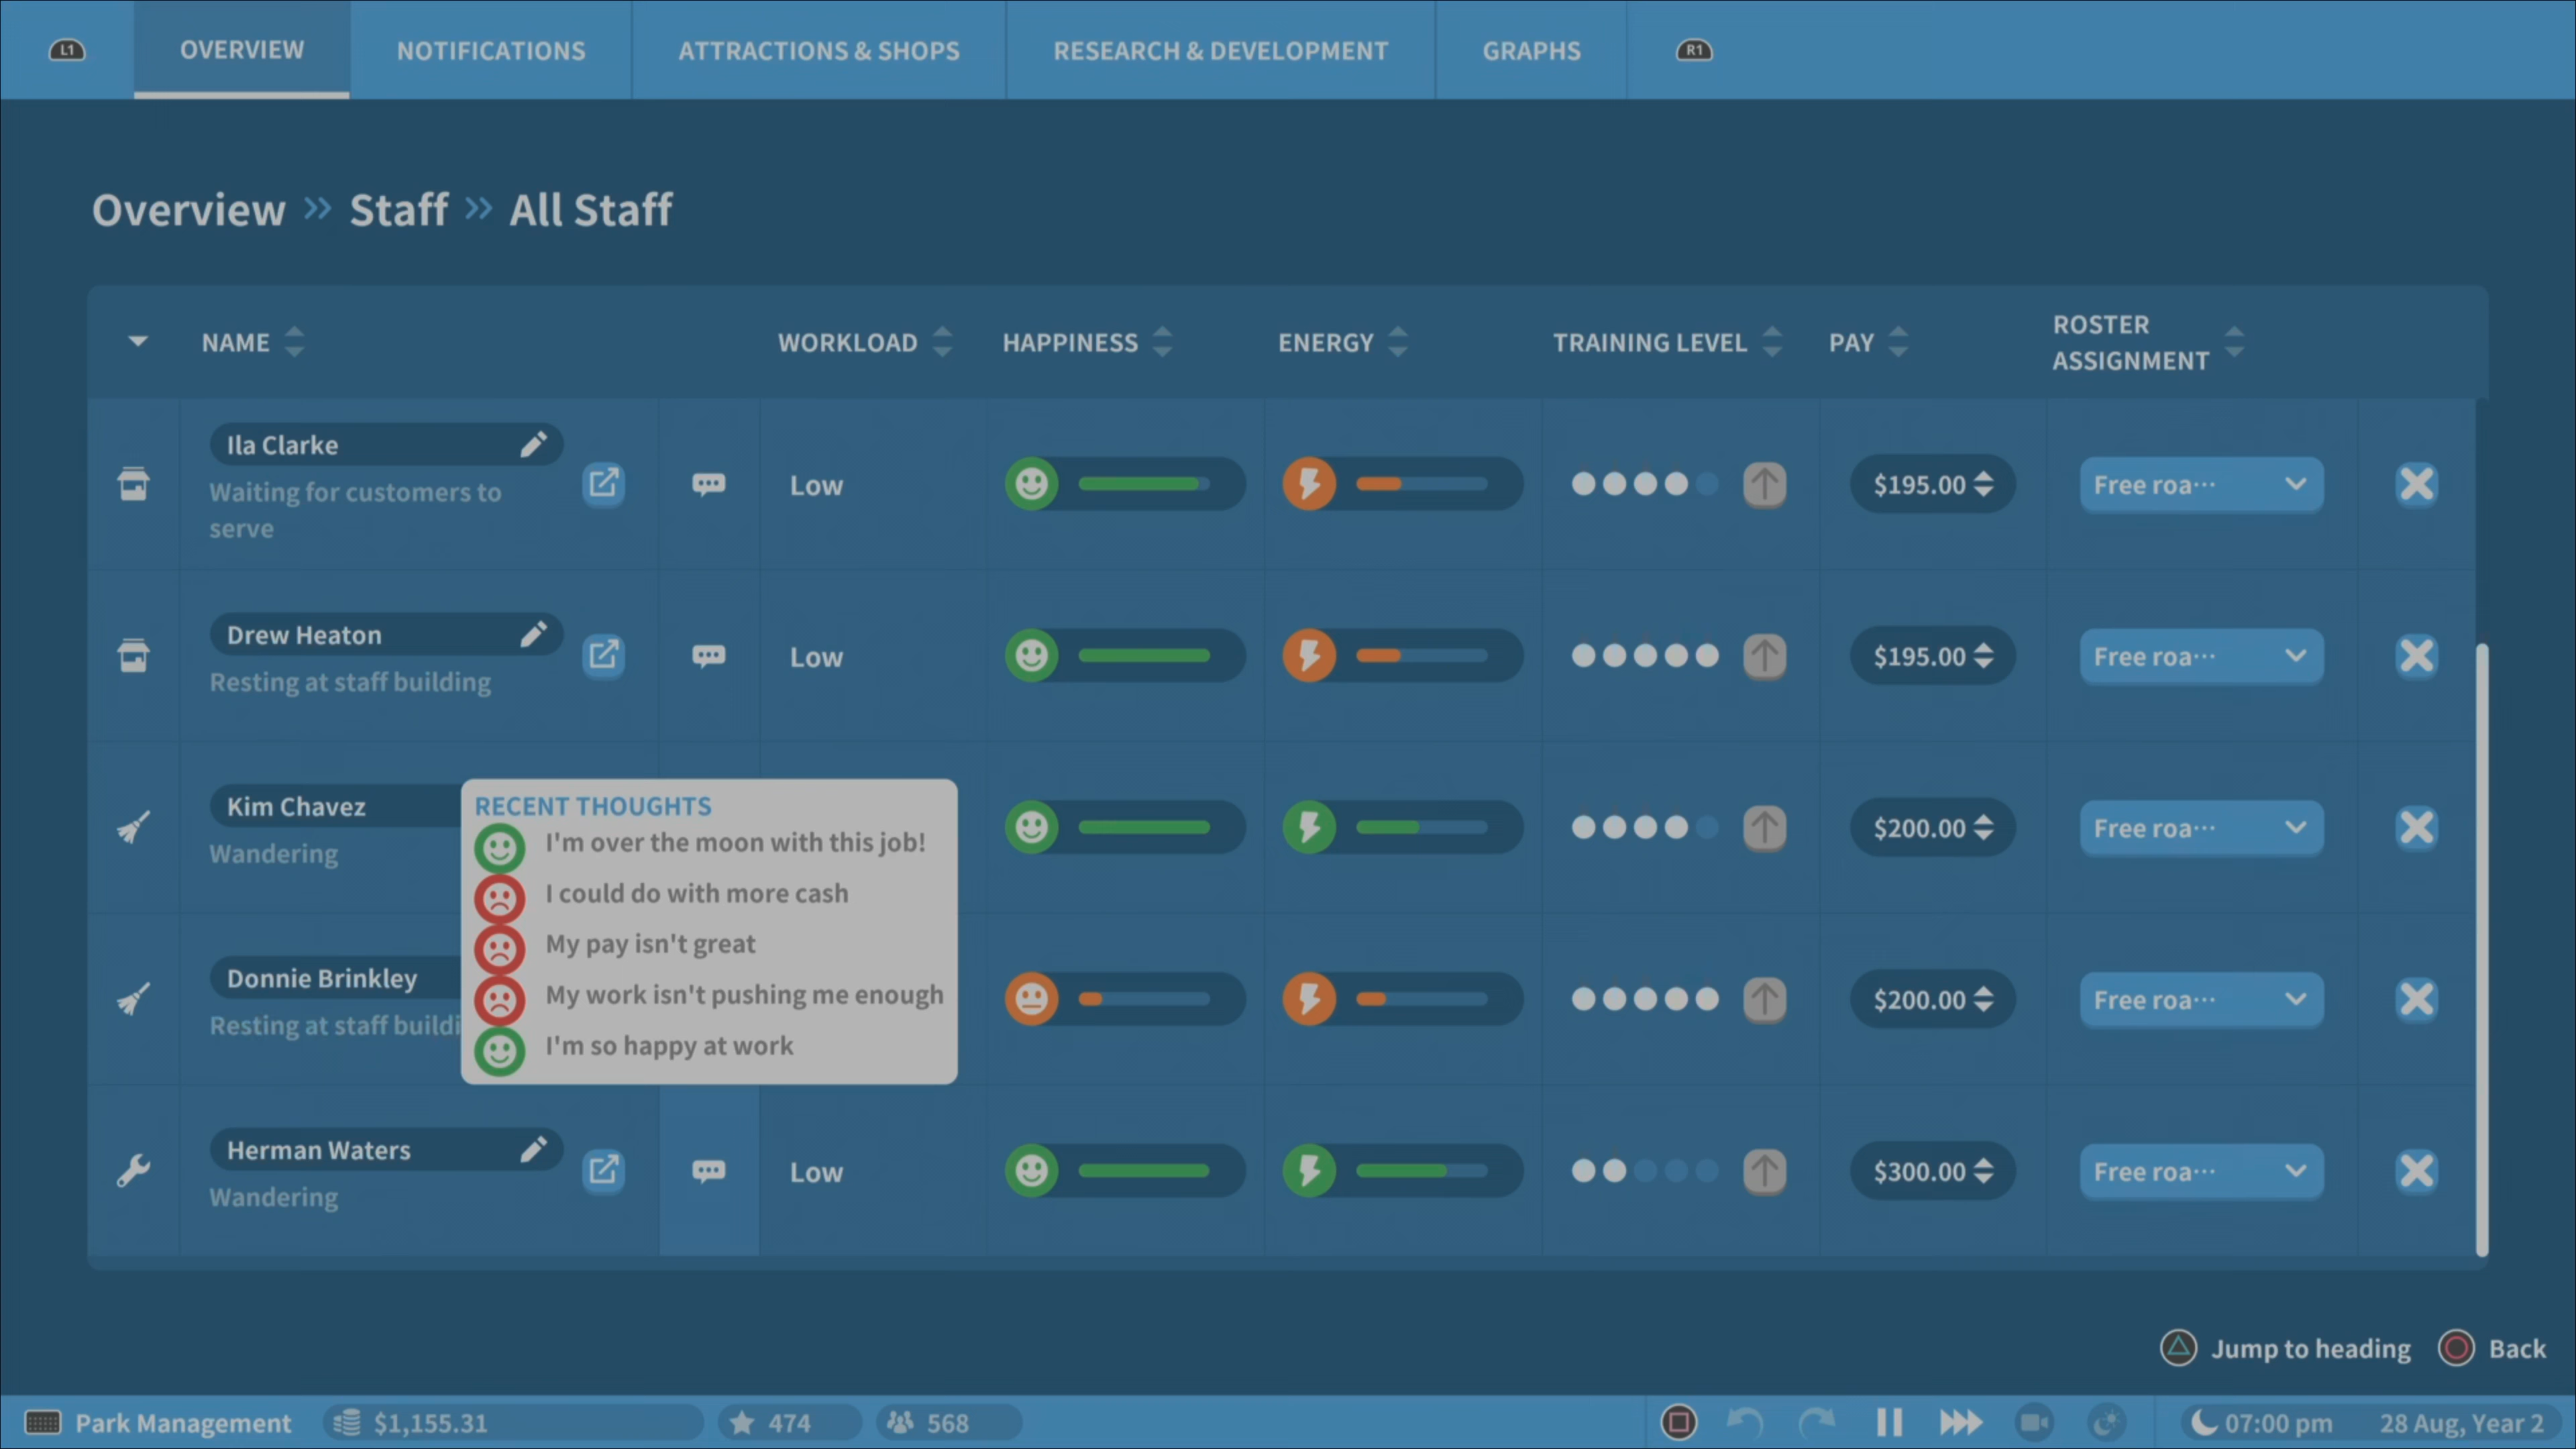 L1
OVERVIEW
NOTIFICATIONS
ATTRACTIONS & SHOPS
RESEARCH & DEVELOPMENT
GRAPHS
R1
Overview » Staff » All Staff
NAME
WORKLOAD
HAPPINESS
ENERGY
TRAINING LEVEL
PAY
ROSTER
ASSIGNMENT
Ila Clarke
Waiting for customers to
serve
Low
$195.00
Free roa···
Drew Heaton
Resting at staff building
Low
$195.00
Free roa···
Kim Chavez
Wandering
$200.00
Free roa···
RECENT THOUGHTS
I'm over the moon with this job!
I could do with more cash
My pay isn't great
My work isn't pushing me enough
I'm so happy at work
Donnie Brinkley
Resting at staff buildi
$200.00
Free roa···
Herman Waters
Wandering
Low
$300.00
Free roa···
Jump to heading
Back
Park Management
$1,155.31
474
568
07:00 pm
28 Aug, Year 2